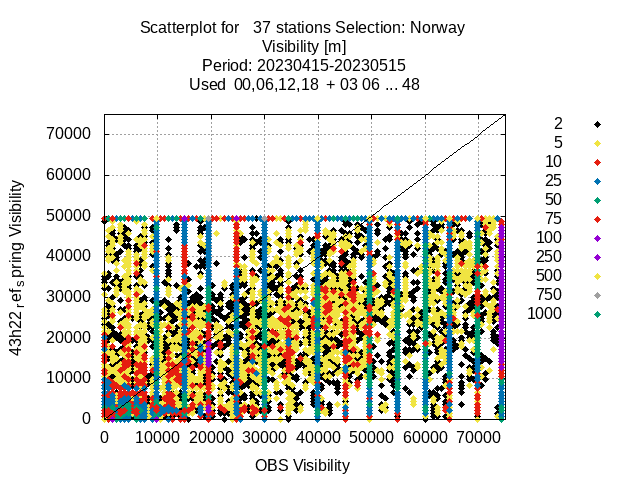 Scatterplot for 37 stations Selection: Norway
Visibility [m]
Period: 20230415-20230515
Used 00,06,12,18 + 03 06 ... 48
70000
60000
50000
40000
30000
20000
10000
0
43h22_ref_spring Visibility
0 10000 20000 30000 40000 50000 60000 70000
OBS Visibility
2
5
10
25
50
75
100
250
500
750
1000